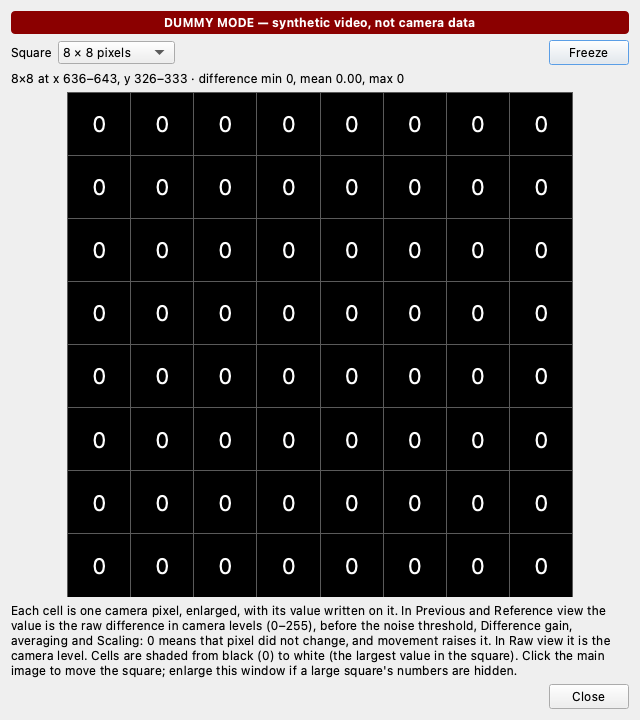 DUMMY MODE — synthetic video, not camera data
Square 8 × 8 pixels Freeze
8×8 at x 636–643, y 326–333 · difference min 0, mean 0.00, max 0
0 0 0 0 0 0 0 0
0 0 0 0 0 0 0 0
0 0 0 0 0 0 0 0
0 0 0 0 0 0 0 0
0 0 0 0 0 0 0 0
0 0 0 0 0 0 0 0
0 0 0 0 0 0 0 0
0 0 0 0 0 0 0 0
Each cell is one camera pixel, enlarged, with its value written on it. In Previous and Reference view the
value is the raw difference in camera levels (0–255), before the noise threshold, Difference gain,
averaging and Scaling: 0 means that pixel did not change, and movement raises it. In Raw view it is the
camera level. Cells are shaded from black (0) to white (the largest value in the square). Click the main
image to move the square; enlarge this window if a large square's numbers are hidden.
Close